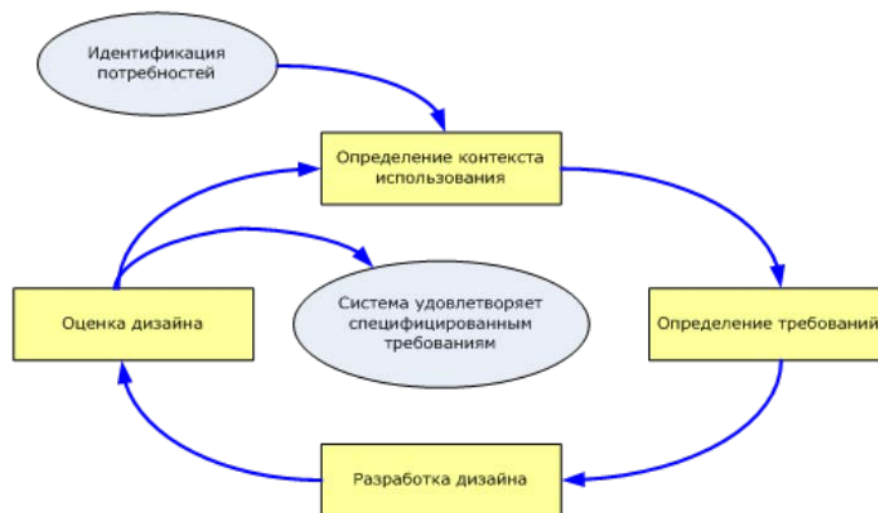 Идентификация
потребностей
Определение контекста
использования
Оценка дизайна
Система удовлетворяет
специфицированным
требованиям
Определение требований
Разработка дизайна